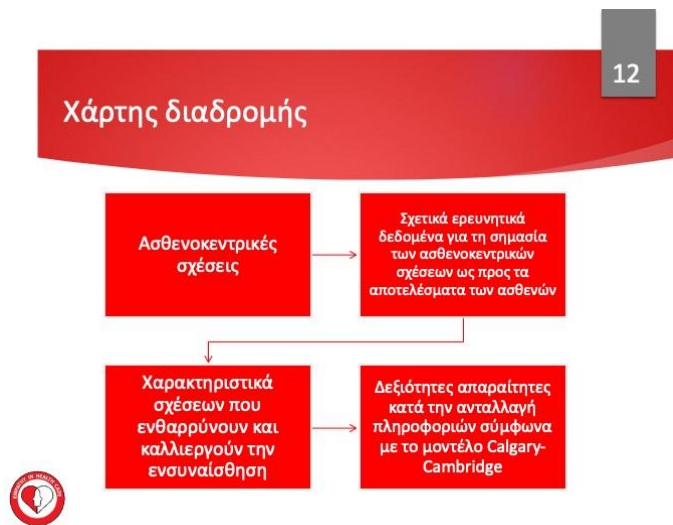 12
Χάρτης διαδρομής
Ασθενοκεντρικές
σχέσεις
Σχετικά ερευνητικά
δεδομένα για τη σημασία
των ασθενοκεντρικών
σχέσεων ως προς τα
αποτελέσματα των ασθενών
Χαρακτηριστικά
σχέσεων που
ενθαρρύνουν και
καλλιεργούν την
ενσυναίσθηση
Δεξιότητες απαραίτητες
κατά την ανταλλαγή
πληροφοριών σύμφωνα
με το μοντέλο Calgary-
Cambridge